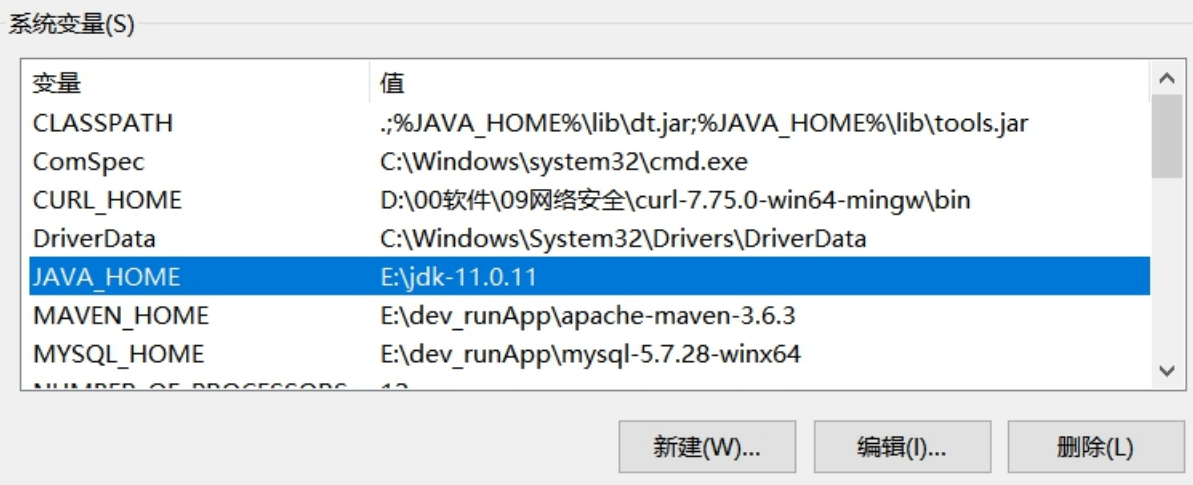 系统变量(S)
变量 值
CLASSPATH .;%JAVA_HOME%\lib\dt.jar;%JAVA_HOME%\lib\tools.jar
ComSpec C:\Windows\system32\cmd.exe
CURL_HOME D:\00软件\09网络安全\curl-7.75.0-win64-mingw\bin
DriverData C:\Windows\System32\Drivers\DriverData
JAVA_HOME E:\jdk-11.0.11
MAVEN_HOME E:\dev_runApp\apache-maven-3.6.3
MYSQL_HOME E:\dev_runApp\mysql-5.7.28-winx64
NUMBER_OF_PROCESSORS 12
新建(W)... 编辑(I)... 删除(L)